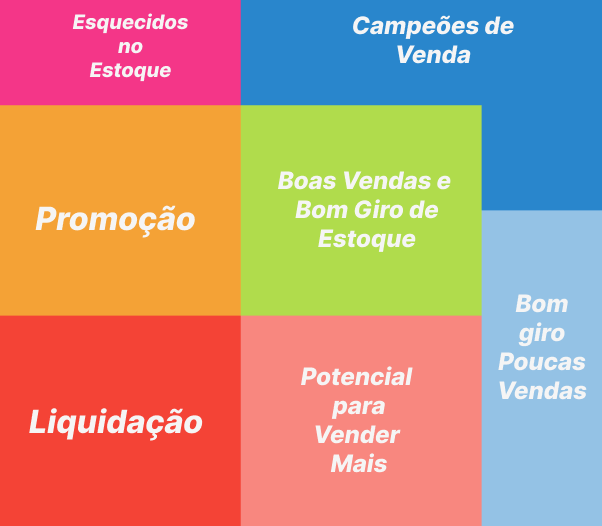 Esquecidos
no
Estoque
Campeões de
Venda
Promoção
Boas Vendas e
Bom Giro de
Estoque
Bom
giro
Poucas
Vendas
Liquidação
Potencial
para
Vender
Mais